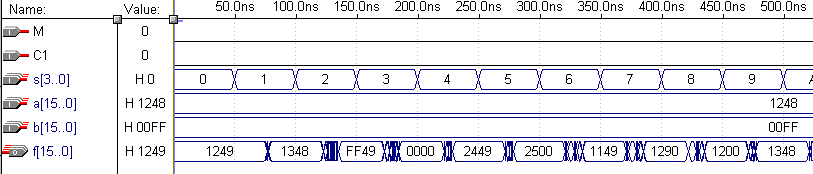 Name: Value: 50.0ns 100.0ns 150.0ns 200.0ns 250.0ns 300.0ns 350.0ns 400.0ns 450.0ns 500.0ns
M 0
C1 0
s[3..0] H 0 0 1 2 3 4 5 6 7 8 9 A
a[15..0] H 1248 1248
b[15..0] H 00FF 00FF
f[15..0] H 1249 1249 1348 FF49 0000 2449 2500 1149 1290 1200 1348